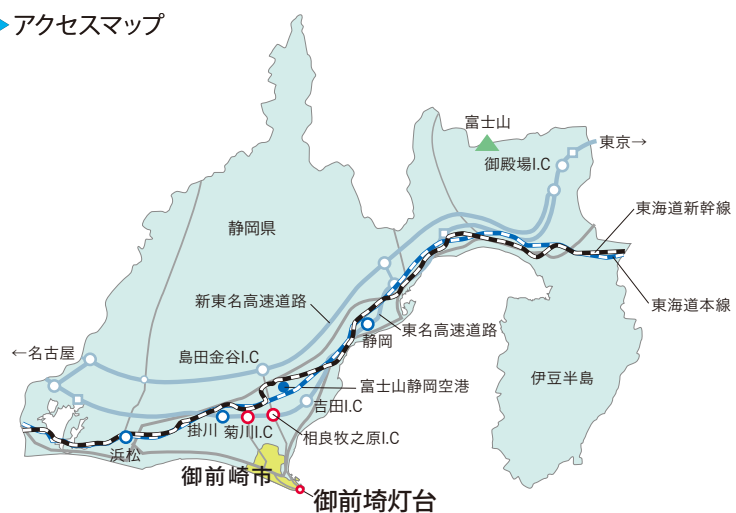 アクセスマップ
富士山
東京→
御殿場I.C
東海道新幹線
静岡県
東海道本線
新東名高速道路
東名高速道路
静岡
←名古屋
島田金谷I.C
伊豆半島
富士山静岡空港
吉田I.C
掛川
菊川I.C
相良牧之原I.C
浜松
御前崎市
御前埼灯台